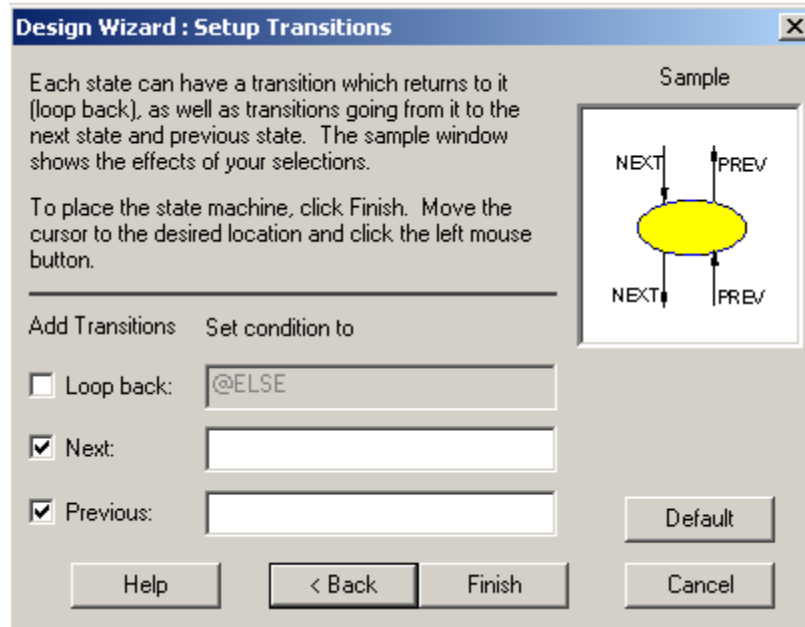 Design Wizard : Setup Transitions
Each state can have a transition which returns to it
(loop back), as well as transitions going from it to the
next state and previous state. The sample window
shows the effects of your selections.
To place the state machine, click Finish. Move the
cursor to the desired location and click the left mouse
button.
Sample
NEXT PREV
NEXT PREV
Add Transitions Set condition to
Loop back: @ELSE
Next:
Previous:
Default
Help < Back Finish Cancel